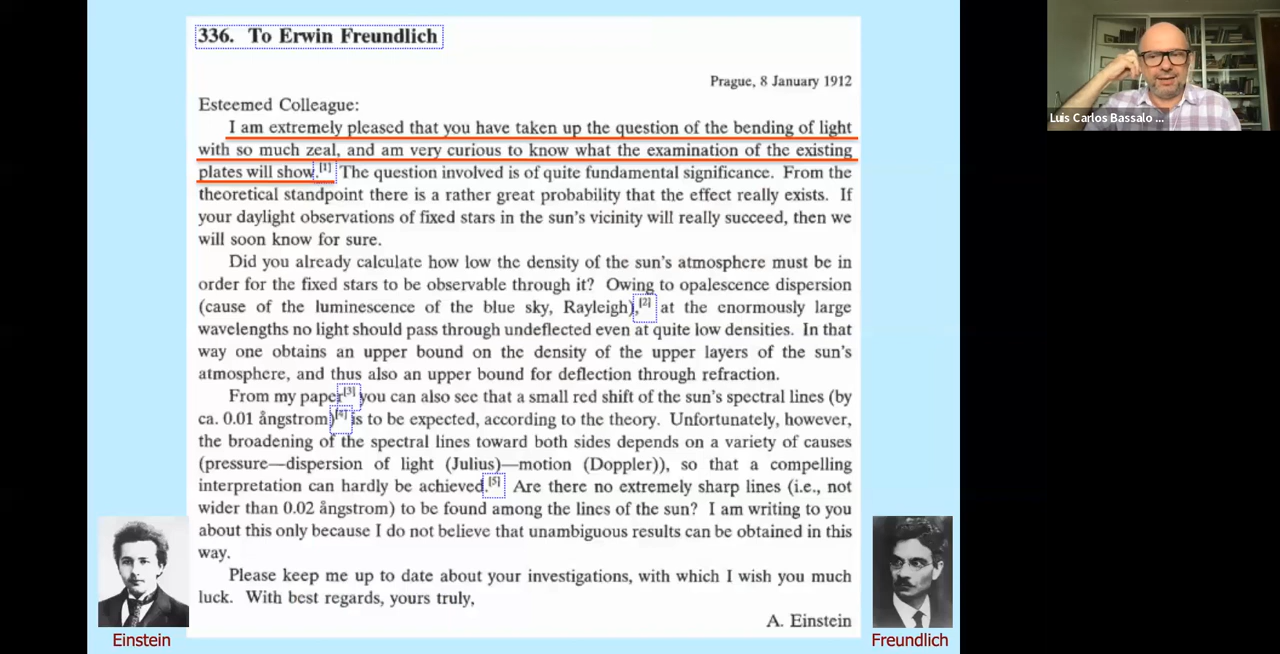 336. To Erwin Freundlich
Prague, 8 January 1912
Esteemed Colleague:
I am extremely pleased that you have taken up the question of the bending of light
with so much zeal, and am very curious to know what the examination of the existing
plates will show.[1] The question involved is of quite fundamental significance. From the
theoretical standpoint there is a rather great probability that the effect really exists. If
your daylight observations of fixed stars in the sun's vicinity will really succeed, then we
will soon know for sure.
Did you already calculate how low the density of the sun's atmosphere must be in
order for the fixed stars to be observable through it? Owing to opalescence dispersion
(cause of the luminescence of the blue sky, Rayleigh),[2] at the enormously large
wavelengths no light should pass through undeflected even at quite low densities. In that
way one obtains an upper bound on the density of the upper layers of the sun's
atmosphere, and thus also an upper bound for deflection through refraction.
From my paper[3] you can also see that a small red shift of the sun's spectral lines (by
ca. 0.01 ångstrom)[4] is to be expected, according to the theory. Unfortunately, however,
the broadening of the spectral lines toward both sides depends on a variety of causes
(pressure—dispersion of light (Julius)—motion (Doppler)), so that a compelling
interpretation can hardly be achieved.[5] Are there no extremely sharp lines (i.e., not
wider than 0.02 ångstrom) to be found among the lines of the sun? I am writing to you
about this only because I do not believe that unambiguous results can be obtained in this
way.
Please keep me up to date about your investigations, with which I wish you much
luck. With best regards, yours truly,
A. Einstein
Einstein
Freundlich
Luis Carlos Bassalo ...